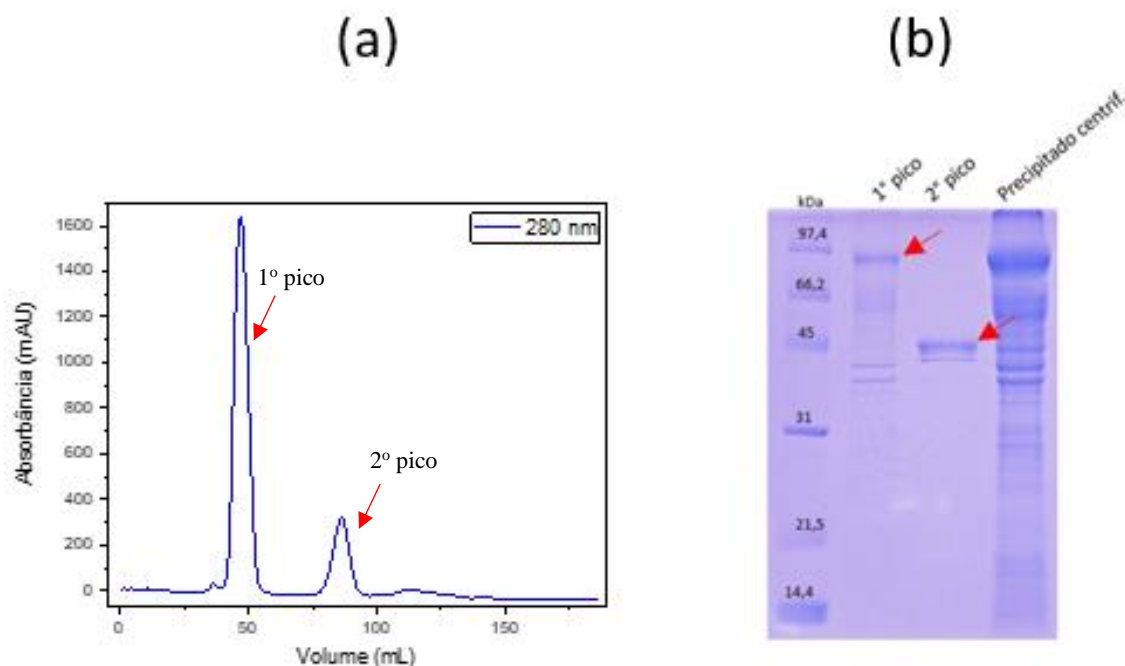 (a)
(b)
1600
1400
1200
1000
800
600
400
200
0
Absorbância (mAU)
280 nm
1º pico
2º pico
0
50
100
150
Volume (mL)
1° pico
2° pico
Precipitado centrif.
kDa
97,4
66,2
45
31
21,5
14,4